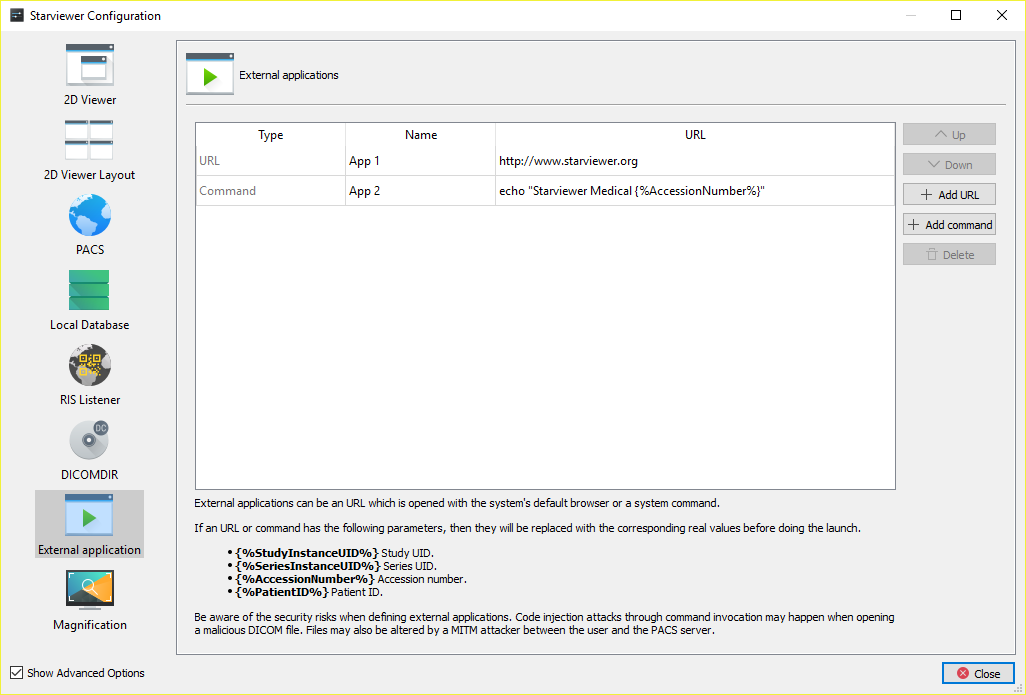 Starviewer Configuration
2D Viewer
2D Viewer Layout
PACS
Local Database
RIS Listener
DC
DICOMDIR
External application
Magnification
Show Advanced Options
External applications
Type Name URL
URL App 1 http://www.starviewer.org
Command App 2 echo "Starviewer Medical {%AccessionNumber%}"
Up
Down
Add URL
Add command
Delete
External applications can be an URL which is opened with the system's default browser or a system command.
If an URL or command has the following parameters, then they will be replaced with the corresponding real values before doing the launch.
• {%StudyInstanceUID%} Study UID.
• {%SeriesInstanceUID%} Series UID.
• {%AccessionNumber%} Accession number.
• {%PatientID%} Patient ID.
Be aware of the security risks when defining external applications. Code injection attacks through command invocation may happen when opening
a malicious DICOM file. Files may also be altered by a MITM attacker between the user and the PACS server.
Close